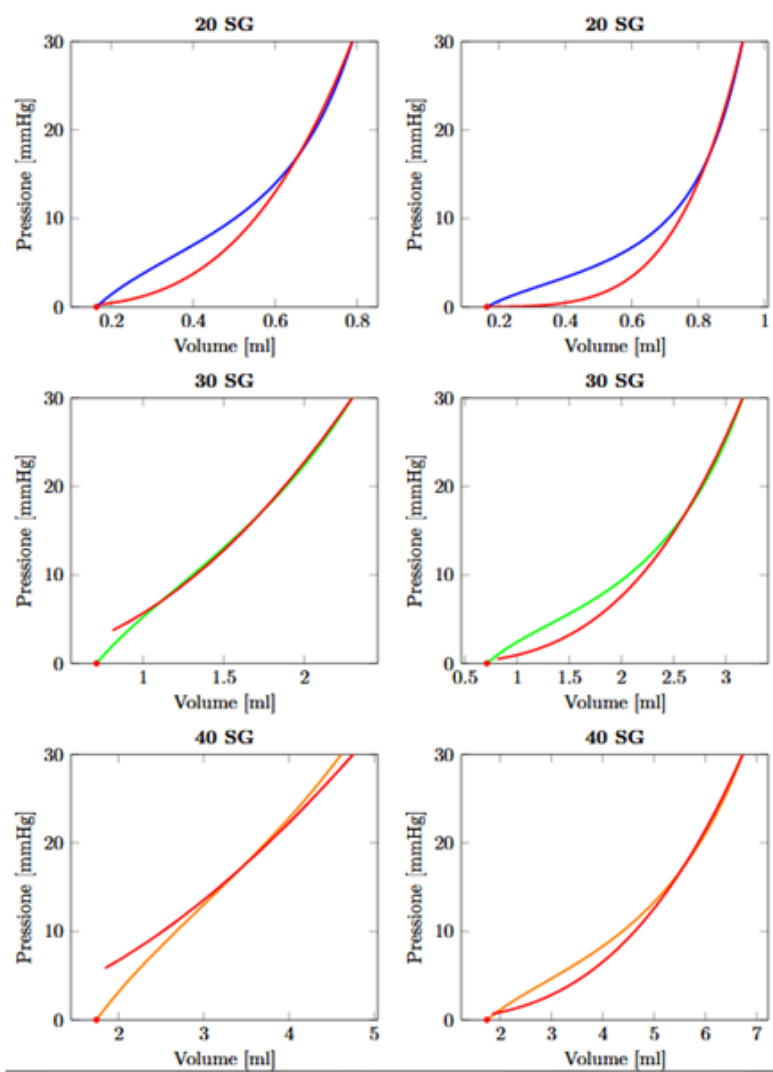 20 SG
30
20
10
0
Pressione [mmHg]
0.2 0.4 0.6 0.8
Volume [ml]
20 SG
30
20
10
0
Pressione [mmHg]
0.2 0.4 0.6 0.8 1
Volume [ml]
30 SG
30
20
10
0
Pressione [mmHg]
1 1.5 2
Volume [ml]
30 SG
30
20
10
0
Pressione [mmHg]
0.5 1 1.5 2 2.5 3
Volume [ml]
40 SG
30
20
10
0
Pressione [mmHg]
2 3 4 5
Volume [ml]
40 SG
30
20
10
0
Pressione [mmHg]
2 3 4 5 6 7
Volume [ml]